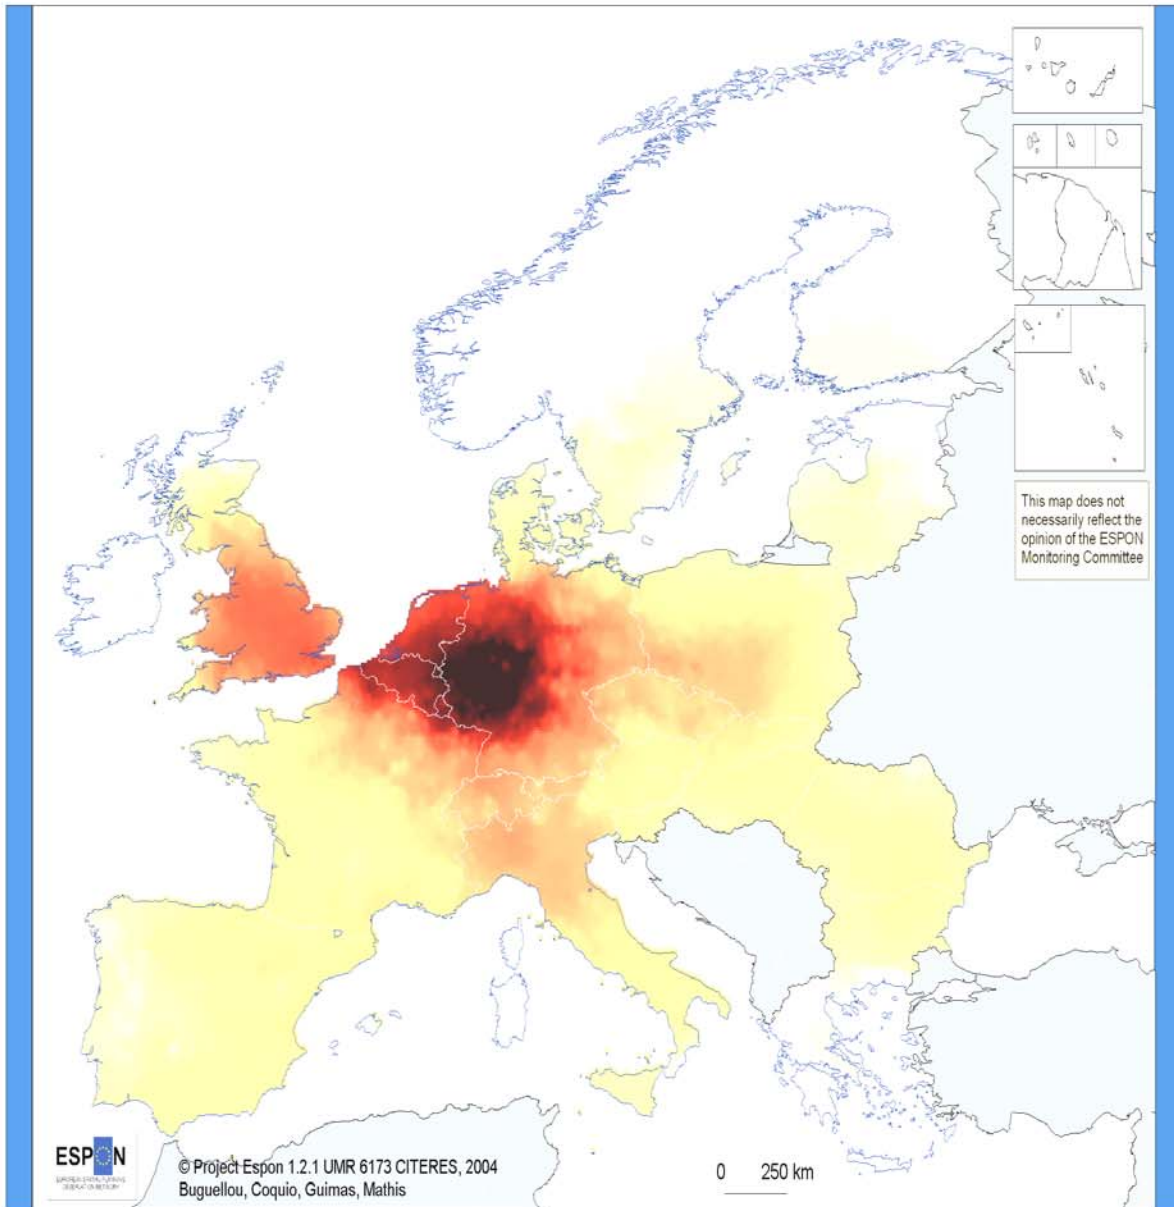 This map does not
necessarily reflect the
opinion of the ESPON
Monitoring Committee
ESPON
© Project Espon 1.2.1 UMR 6173 CITERES, 2004
Buguellou, Coquio, Guimas, Mathis
0 250 km